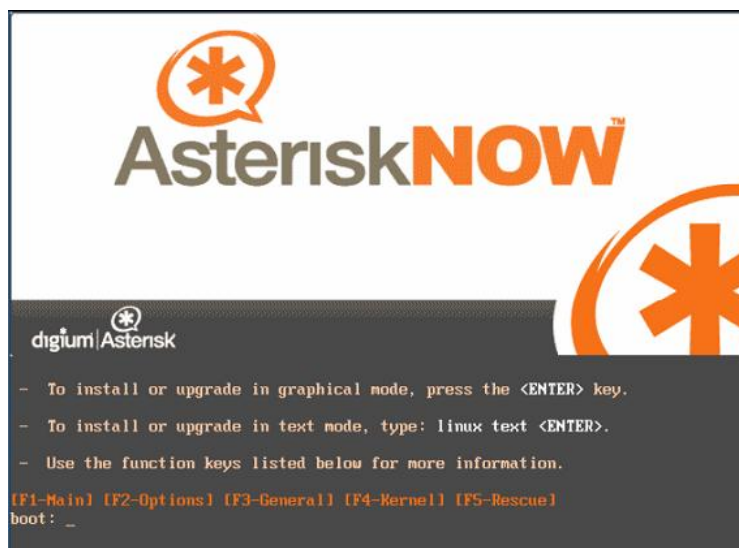 AsteriskNOW™
digium|Asterisk
- To install or upgrade in graphical mode, press the <ENTER> key.
- To install or upgrade in text mode, type: linux text <ENTER>.
- Use the function keys listed below for more information.
[F1-Main] [F2-Options] [F3-General] [F4-Kernel] [F5-Rescue]
boot: _